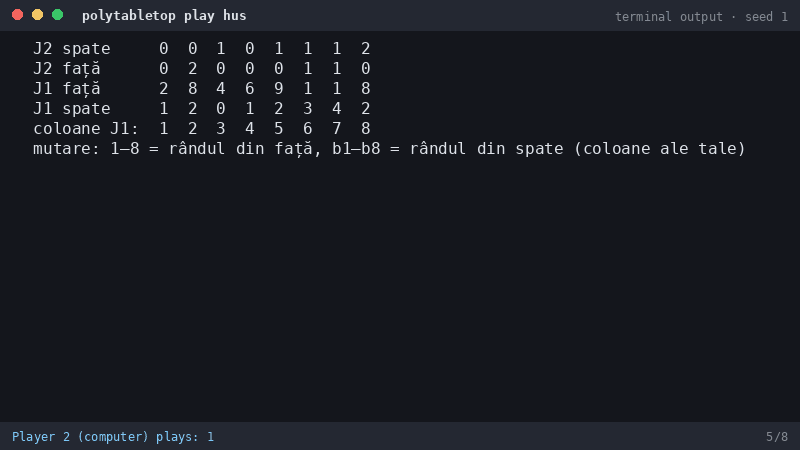 polytabletop play hus
terminal output · seed 1
J2 spate 0 0 1 0 1 1 1 2
J2 față 0 2 0 0 0 1 1 0
J1 față 2 8 4 6 9 1 1 8
J1 spate 1 2 0 1 2 3 4 2
coloane J1: 1 2 3 4 5 6 7 8
mutare: 1–8 = rândul din față, b1–b8 = rândul din spate (coloane ale tale)
Player 2 (computer) plays: 1
5/8